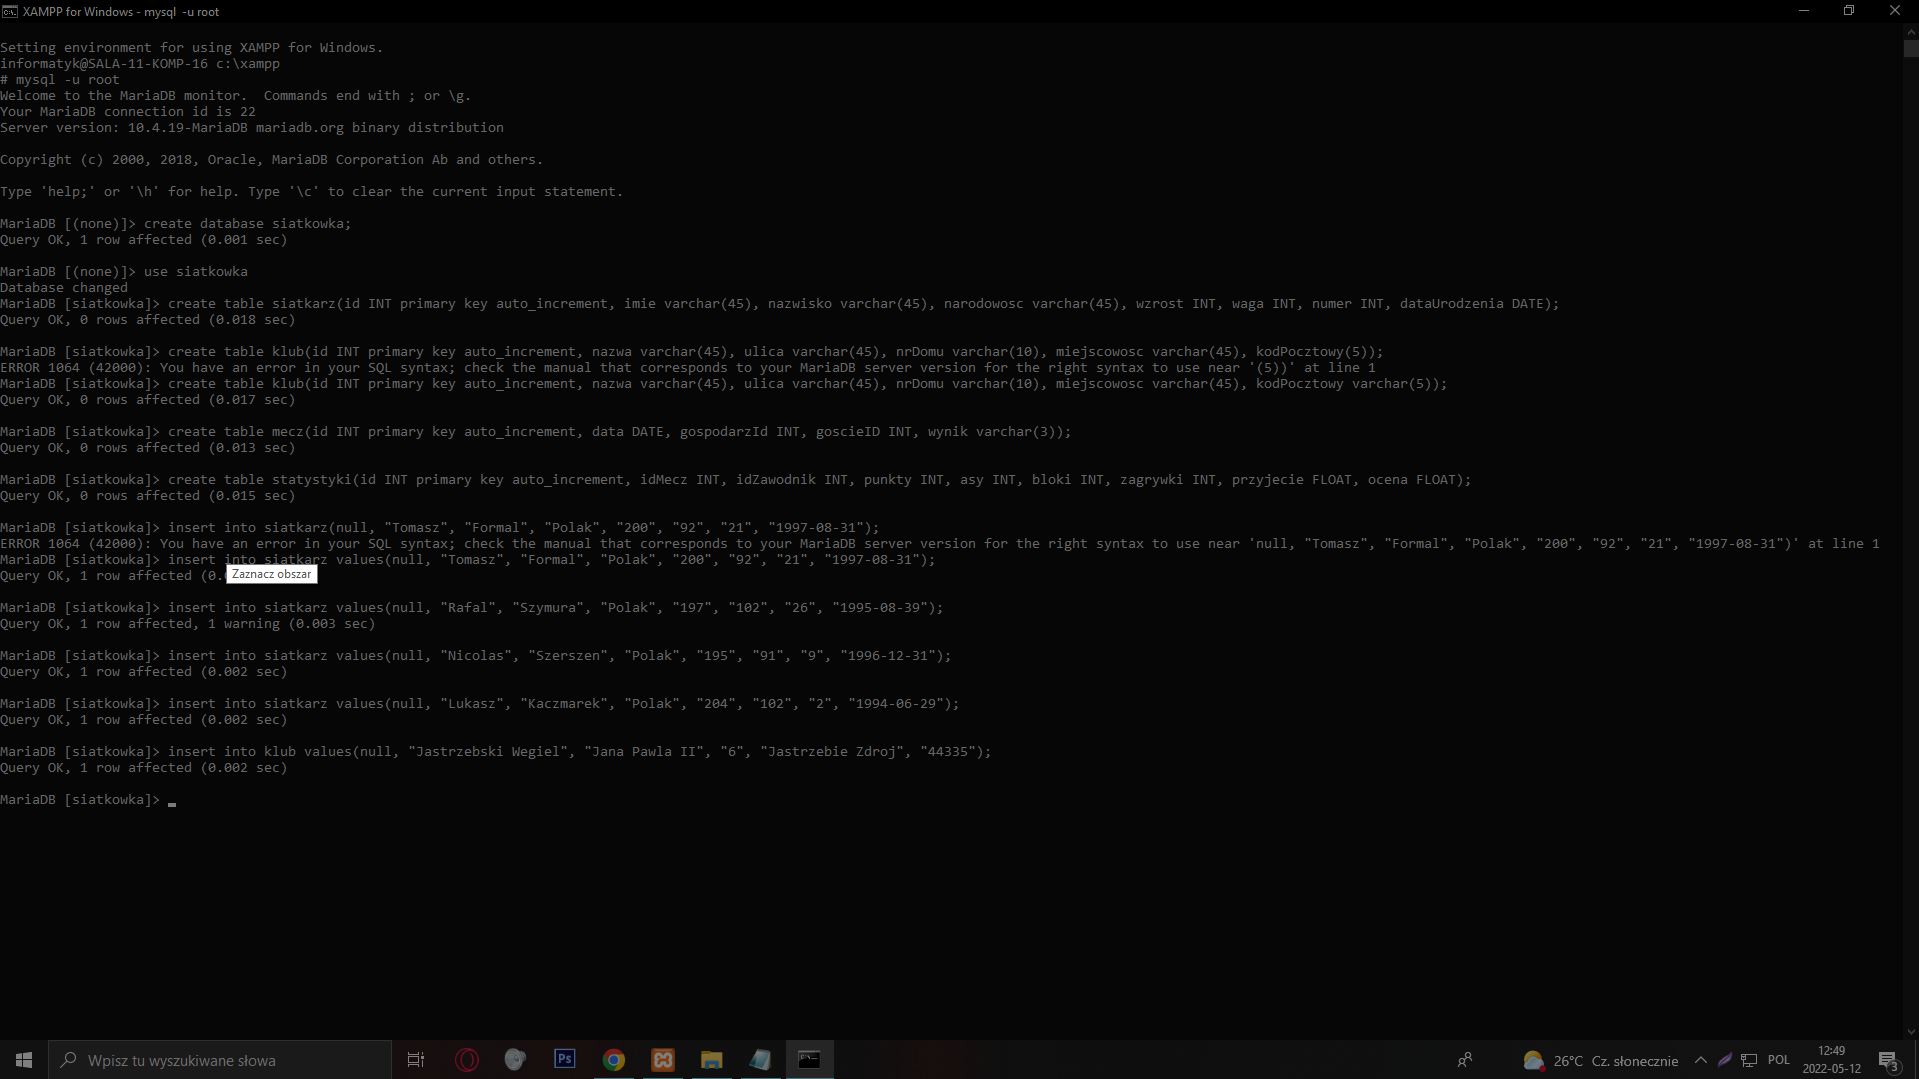 XAMPP for Windows - mysql  -u root
Setting environment for using XAMPP for Windows.
informatyk@SALA-11-KOMP-16 c:\xampp
# mysql -u root
Welcome to the MariaDB monitor.  Commands end with ; or \g.
Your MariaDB connection id is 22
Server version: 10.4.19-MariaDB mariadb.org binary distribution
Copyright (c) 2000, 2018, Oracle, MariaDB Corporation Ab and others.
Type 'help;' or '\h' for help. Type '\c' to clear the current input statement.
MariaDB [(none)]> create database siatkowka;
Query OK, 1 row affected (0.001 sec)
MariaDB [(none)]> use siatkowka
Database changed
MariaDB [siatkowka]> create table siatkarz(id INT primary key auto_increment, imie varchar(45), nazwisko varchar(45), narodowosc varchar(45), wzrost INT, waga INT, numer INT, dataUrodzenia DATE);
Query OK, 0 rows affected (0.018 sec)
MariaDB [siatkowka]> create table klub(id INT primary key auto_increment, nazwa varchar(45), ulica varchar(45), nrDomu varchar(10), miejscowosc varchar(45), kodPocztowy(5));
ERROR 1064 (42000): You have an error in your SQL syntax; check the manual that corresponds to your MariaDB server version for the right syntax to use near '(5))' at line 1
MariaDB [siatkowka]> create table klub(id INT primary key auto_increment, nazwa varchar(45), ulica varchar(45), nrDomu varchar(10), miejscowosc varchar(45), kodPocztowy varchar(5));
Query OK, 0 rows affected (0.017 sec)
MariaDB [siatkowka]> create table mecz(id INT primary key auto_increment, data DATE, gospodarzId INT, goscieID INT, wynik varchar(3));
Query OK, 0 rows affected (0.013 sec)
MariaDB [siatkowka]> create table statystyki(id INT primary key auto_increment, idMecz INT, idZawodnik INT, punkty INT, asy INT, bloki INT, zagrywki INT, przyjecie FLOAT, ocena FLOAT);
Query OK, 0 rows affected (0.015 sec)
MariaDB [siatkowka]> insert into siatkarz(null, "Tomasz", "Formal", "Polak", "200", "92", "21", "1997-08-31");
ERROR 1064 (42000): You have an error in your SQL syntax; check the manual that corresponds to your MariaDB server version for the right syntax to use near 'null, "Tomasz", "Formal", "Polak", "200", "92", "21", "1997-08-31")' at line 1
MariaDB [siatkowka]> insert into siatkarz values(null, "Tomasz", "Formal", "Polak", "200", "92", "21", "1997-08-31");
Query OK, 1 row affected (0.
Zaznacz obszar
MariaDB [siatkowka]> insert into siatkarz values(null, "Rafal", "Szymura", "Polak", "197", "102", "26", "1995-08-39");
Query OK, 1 row affected, 1 warning (0.003 sec)
MariaDB [siatkowka]> insert into siatkarz values(null, "Nicolas", "Szerszen", "Polak", "195", "91", "9", "1996-12-31");
Query OK, 1 row affected (0.002 sec)
MariaDB [siatkowka]> insert into siatkarz values(null, "Lukasz", "Kaczmarek", "Polak", "204", "102", "2", "1994-06-29");
Query OK, 1 row affected (0.002 sec)
MariaDB [siatkowka]> insert into klub values(null, "Jastrzebski Wegiel", "Jana Pawla II", "6", "Jastrzebie Zdroj", "44335");
Query OK, 1 row affected (0.002 sec)
MariaDB [siatkowka]> _
Wpisz tu wyszukiwane słowa
Ps
26°C  Cz. słonecznie
POL
12:49
2022-05-12
3